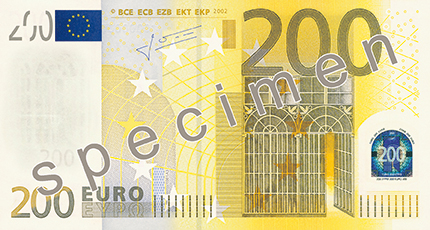 200
© BCE ECB EZB EKT EKP 2002
200
specimen
200
200 EURO
ΕΥΡΩ